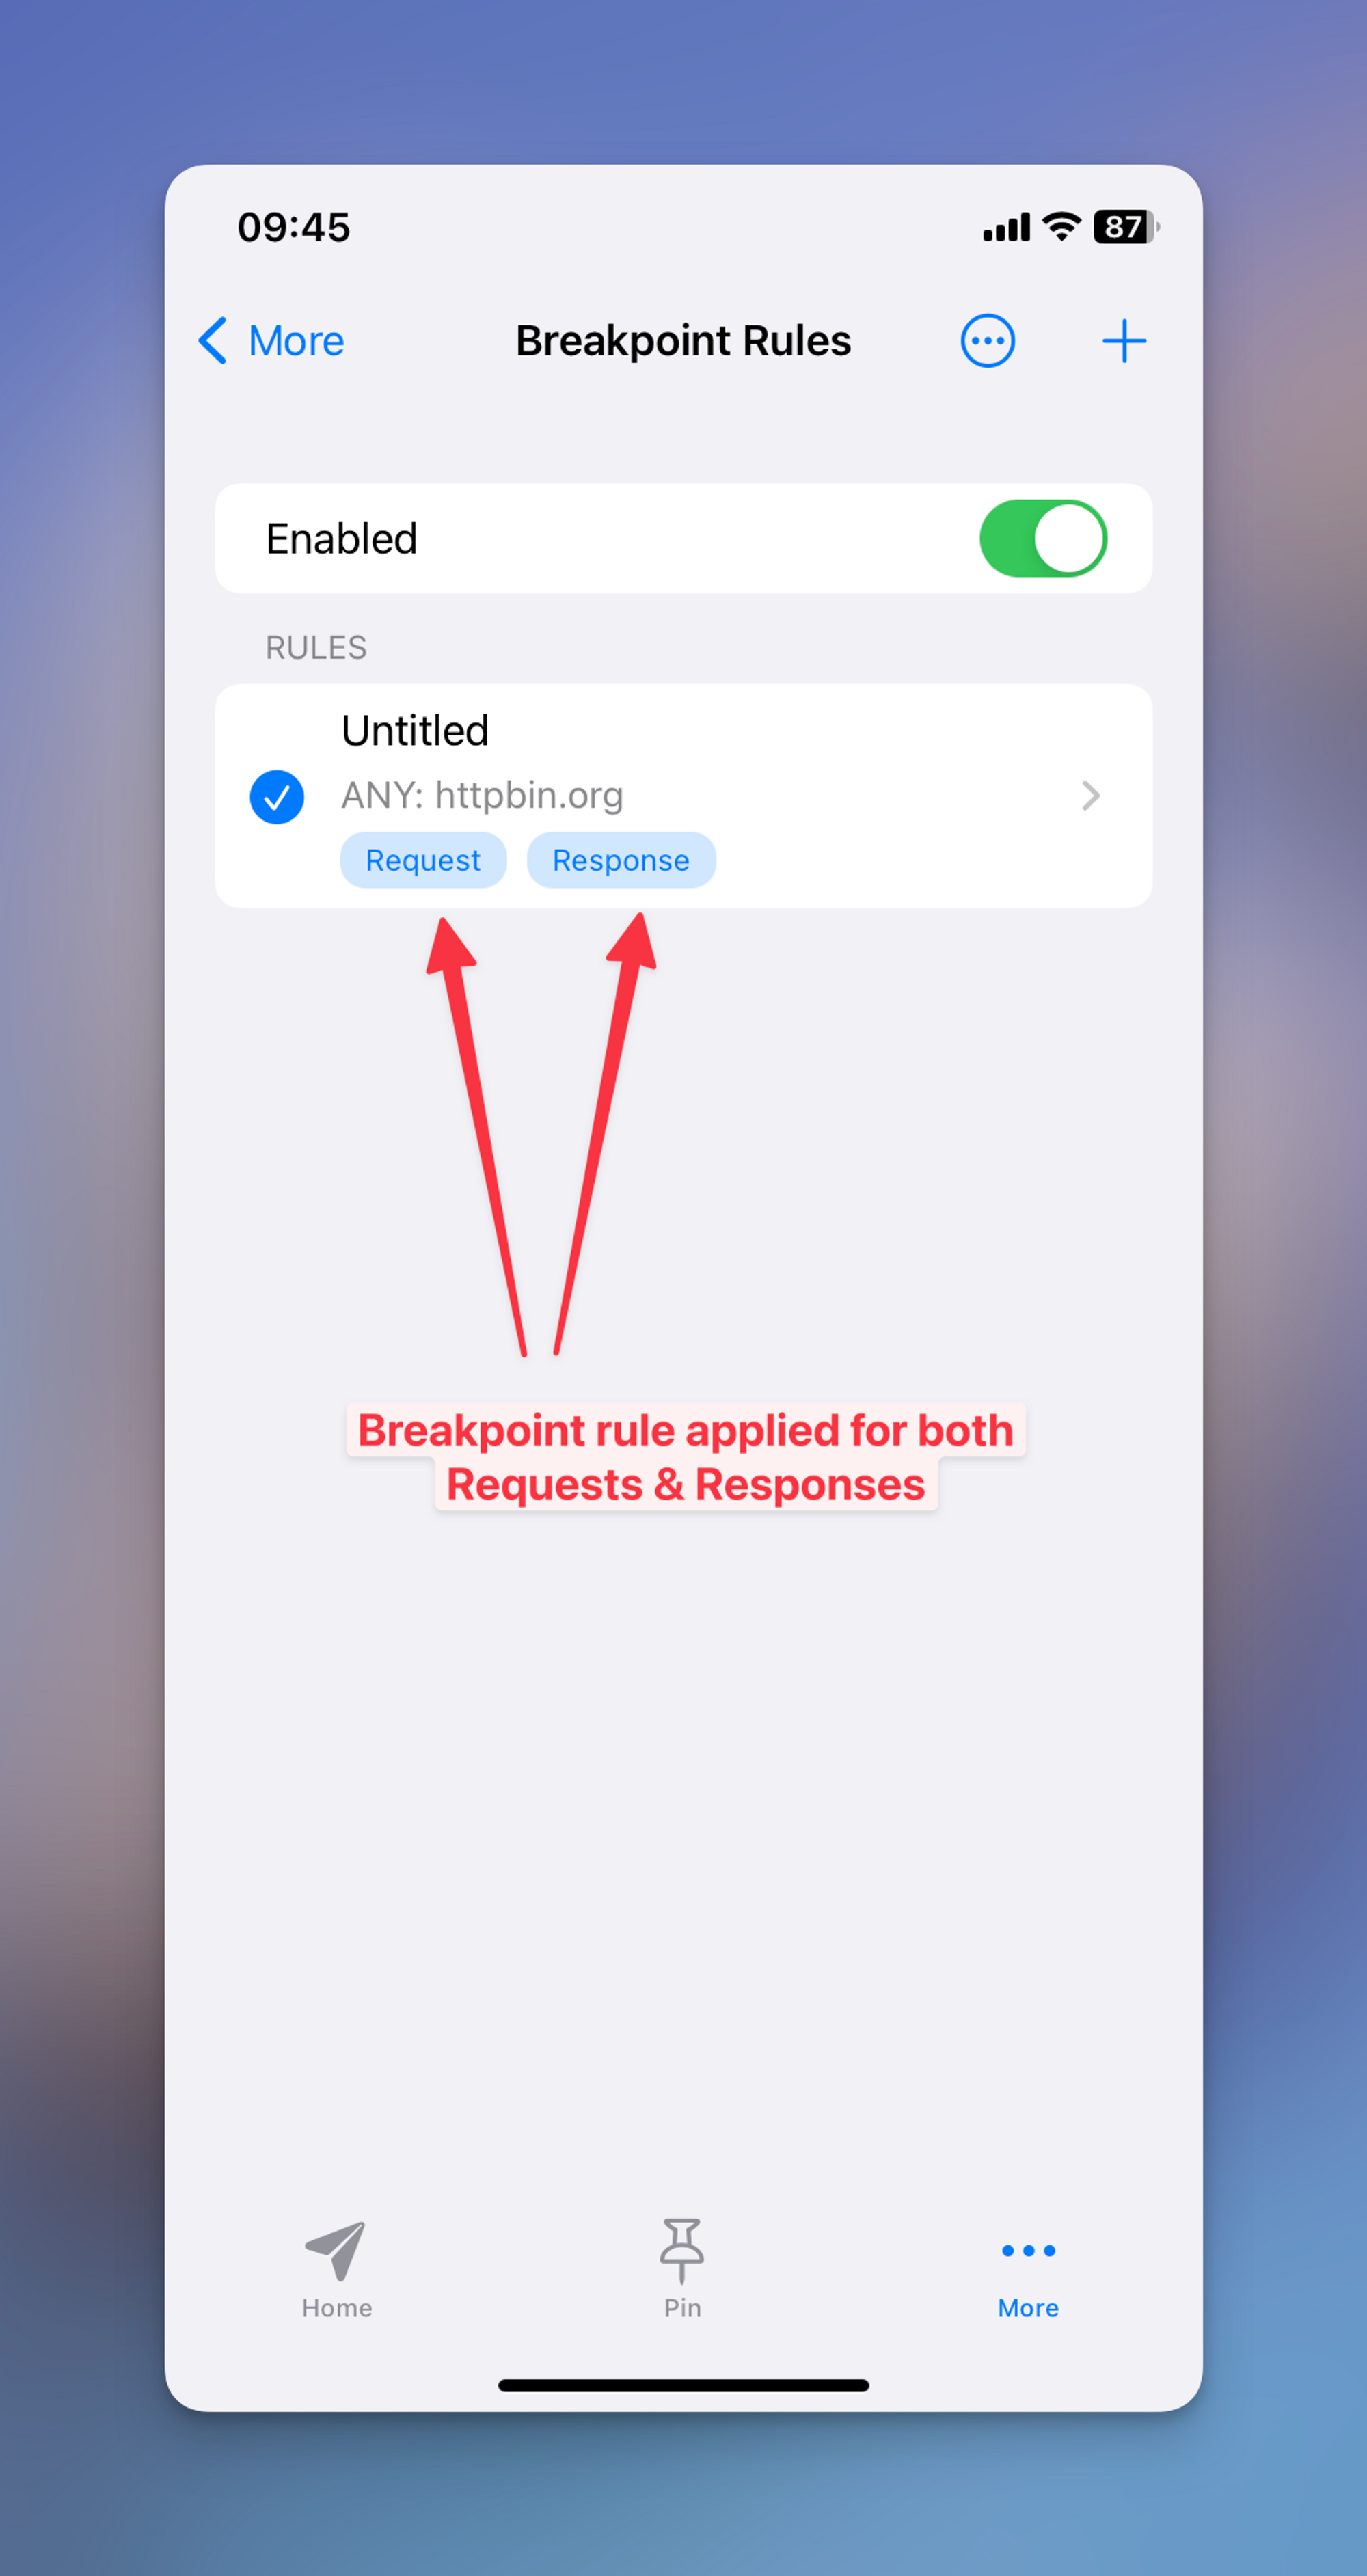 09:45
87
More
Breakpoint Rules
Enabled
RULES
Untitled
ANY: httpbin.org
Request Response
Breakpoint rule applied for both
Requests & Responses
Home Pin More